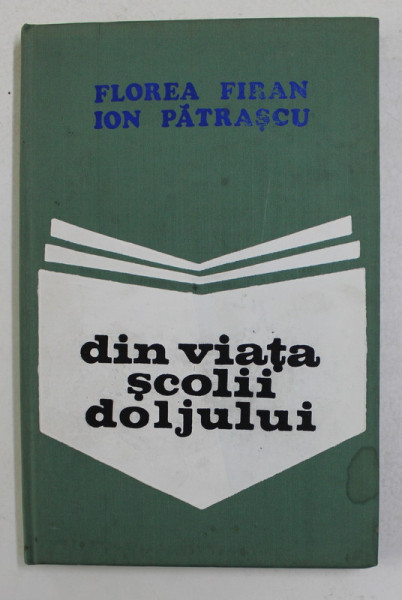 FLOREA FIRAN
ION PĂTRAȘCU
din viața
școlii
doljului